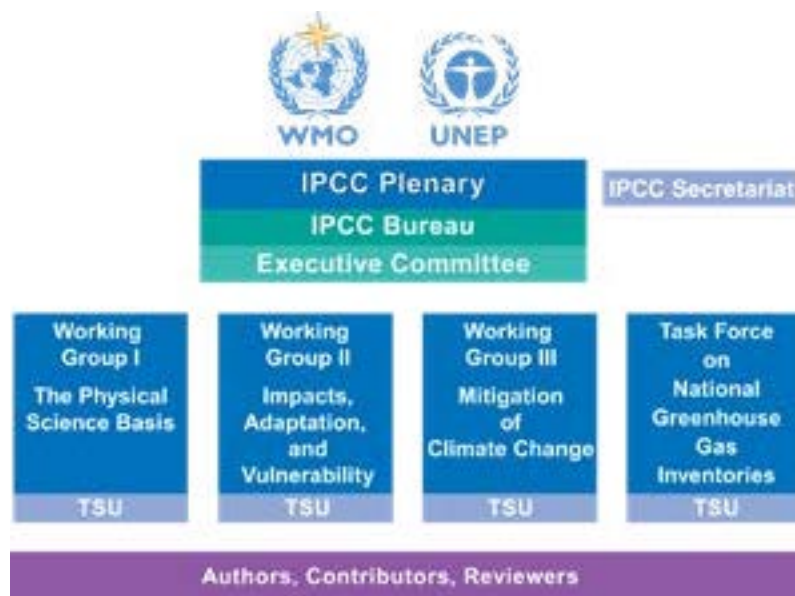 WMO UNEP
IPCC Plenary
IPCC Secretariat
IPCC Bureau
Executive Committee
Working
Group I
The Physical
Science Basis
TSU
Working
Group II
Impacts,
Adaptation,
and
Vulnerability
TSU
Working
Group III
Mitigation
of
Climate Change
TSU
Task Force
on
National
Greenhouse
Gas
Inventories
TSU
Authors, Contributors, Reviewers